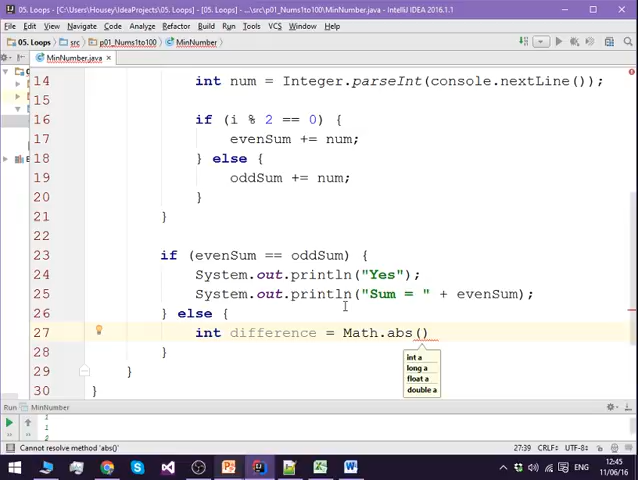 05. Loops - [C:\Users\Housey\IdeaProjects\05. Loops] - [05. Loops] - ...\src\p01_Nums1to100\MinNumber.java - IntelliJ IDEA 2016.1.1
File Edit View Navigate Code Analyze Refactor Build Run Tools VCS Window Help
05. Loops src p01_Nums1to100 MinNumber
MinNumber.java
14 int num = Integer.parseInt(console.nextLine());
15
16 if (i % 2 == 0) {
17 evenSum += num;
18 } else {
19 oddSum += num;
20 }
21 }
22
23 if (evenSum == oddSum) {
24 System.out.println("Yes");
25 System.out.println("Sum = " + evenSum);
26 } else {
27 int difference = Math.abs()
28 }
29 }
30 }
int a
long a
float a
double a
Run MinNumber
1
1
Cannot resolve method 'abs()'
27:39 CRLF÷ UTF-8÷
ENG
12:45
11/06/16